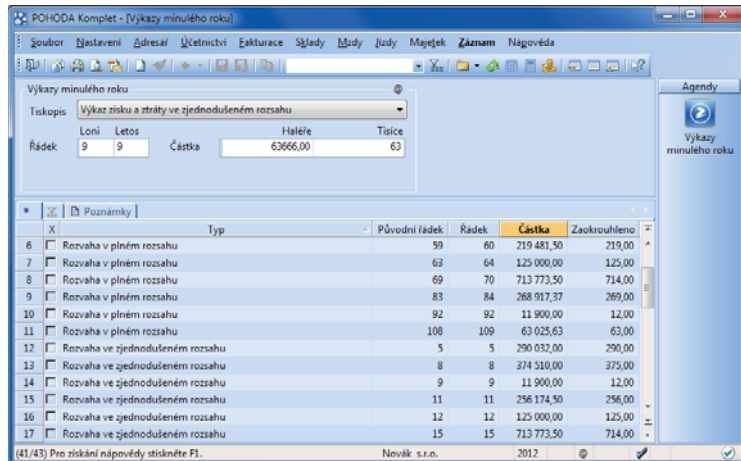 POHODA Komplet - [Výkazy minulého roku]
Soubor Nastavení Adresář Účetnictví Fakturace Sklady Mzdy Jízdy Majetek Záznam Nápověda
Výkazy minulého roku @
Tiskopis Výkaz zisku a ztráty ve zjednodušeném rozsahu
Loni Letos Haléře Tisíce
Řádek 9 9 Částka 63666,00 63
Agendy
Výkazy
minulého roku
* Poznámky
X Typ Původní řádek Řádek Částka Zaokrouhleno
6 Rozvaha v plném rozsahu 59 60 219 481,50 219,00
7 Rozvaha v plném rozsahu 63 64 125 000,00 125,00
8 Rozvaha v plném rozsahu 69 70 713 773,50 714,00
9 Rozvaha v plném rozsahu 83 84 268 917,37 269,00
10 Rozvaha v plném rozsahu 92 92 11 900,00 12,00
11 Rozvaha v plném rozsahu 108 109 63 025,63 63,00
12 Rozvaha ve zjednodušeném rozsahu 5 5 290 032,00 290,00
13 Rozvaha ve zjednodušeném rozsahu 8 8 374 510,00 375,00
14 Rozvaha ve zjednodušeném rozsahu 9 9 11 900,00 12,00
15 Rozvaha ve zjednodušeném rozsahu 11 11 256 174,50 256,00
16 Rozvaha ve zjednodušeném rozsahu 12 12 125 000,00 125,00
17 Rozvaha ve zjednodušeném rozsahu 15 15 713 773,50 714,00
(41/43) Pro získání nápovědy stiskněte F1. Novák s.r.o. 2012 @